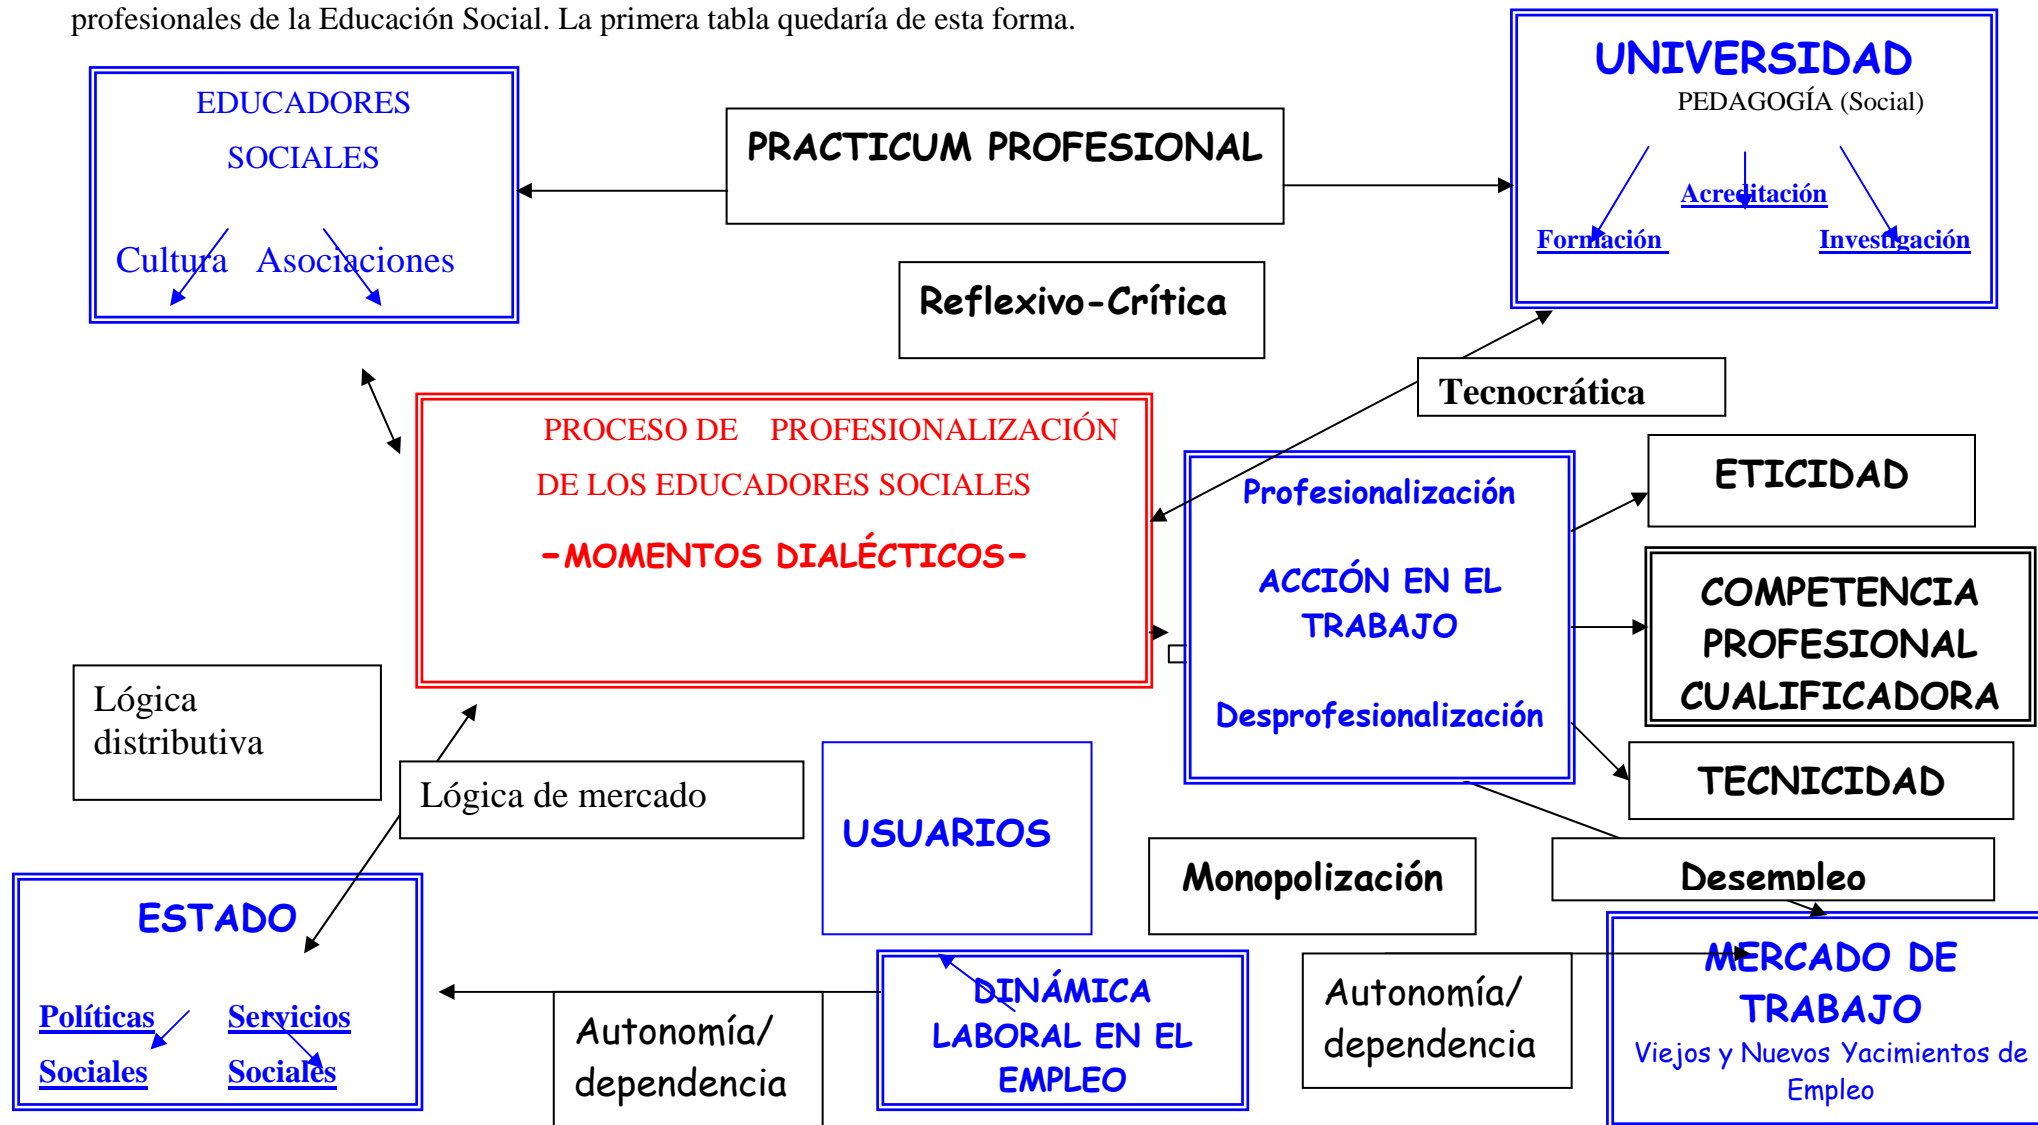 profesionales de la Educación Social. La primera tabla quedaría de esta forma.
EDUCADORES
SOCIALES
Cultura Asociaciones
PRACTICUM PROFESIONAL
UNIVERSIDAD
PEDAGOGÍA (Social)
Acreditación
Formación Investigación
Reflexivo-Crítica
Tecnocrática
PROCESO DE PROFESIONALIZACIÓN
DE LOS EDUCADORES SOCIALES
-MOMENTOS DIALÉCTICOS-
Profesionalización
ACCIÓN EN EL
TRABAJO
Desprofesionalización
ETICIDAD
COMPETENCIA
PROFESIONAL
CUALIFICADORA
TECNICIDAD
Lógica
distributiva
Lógica de mercado
USUARIOS
Monopolización
Desempleo
ESTADO
Políticas Servicios
Sociales Sociales
Autonomía/
dependencia
DINÁMICA
LABORAL EN EL
EMPLEO
Autonomía/
dependencia
MERCADO DE
TRABAJO
Viejos y Nuevos Yacimientos de
Empleo